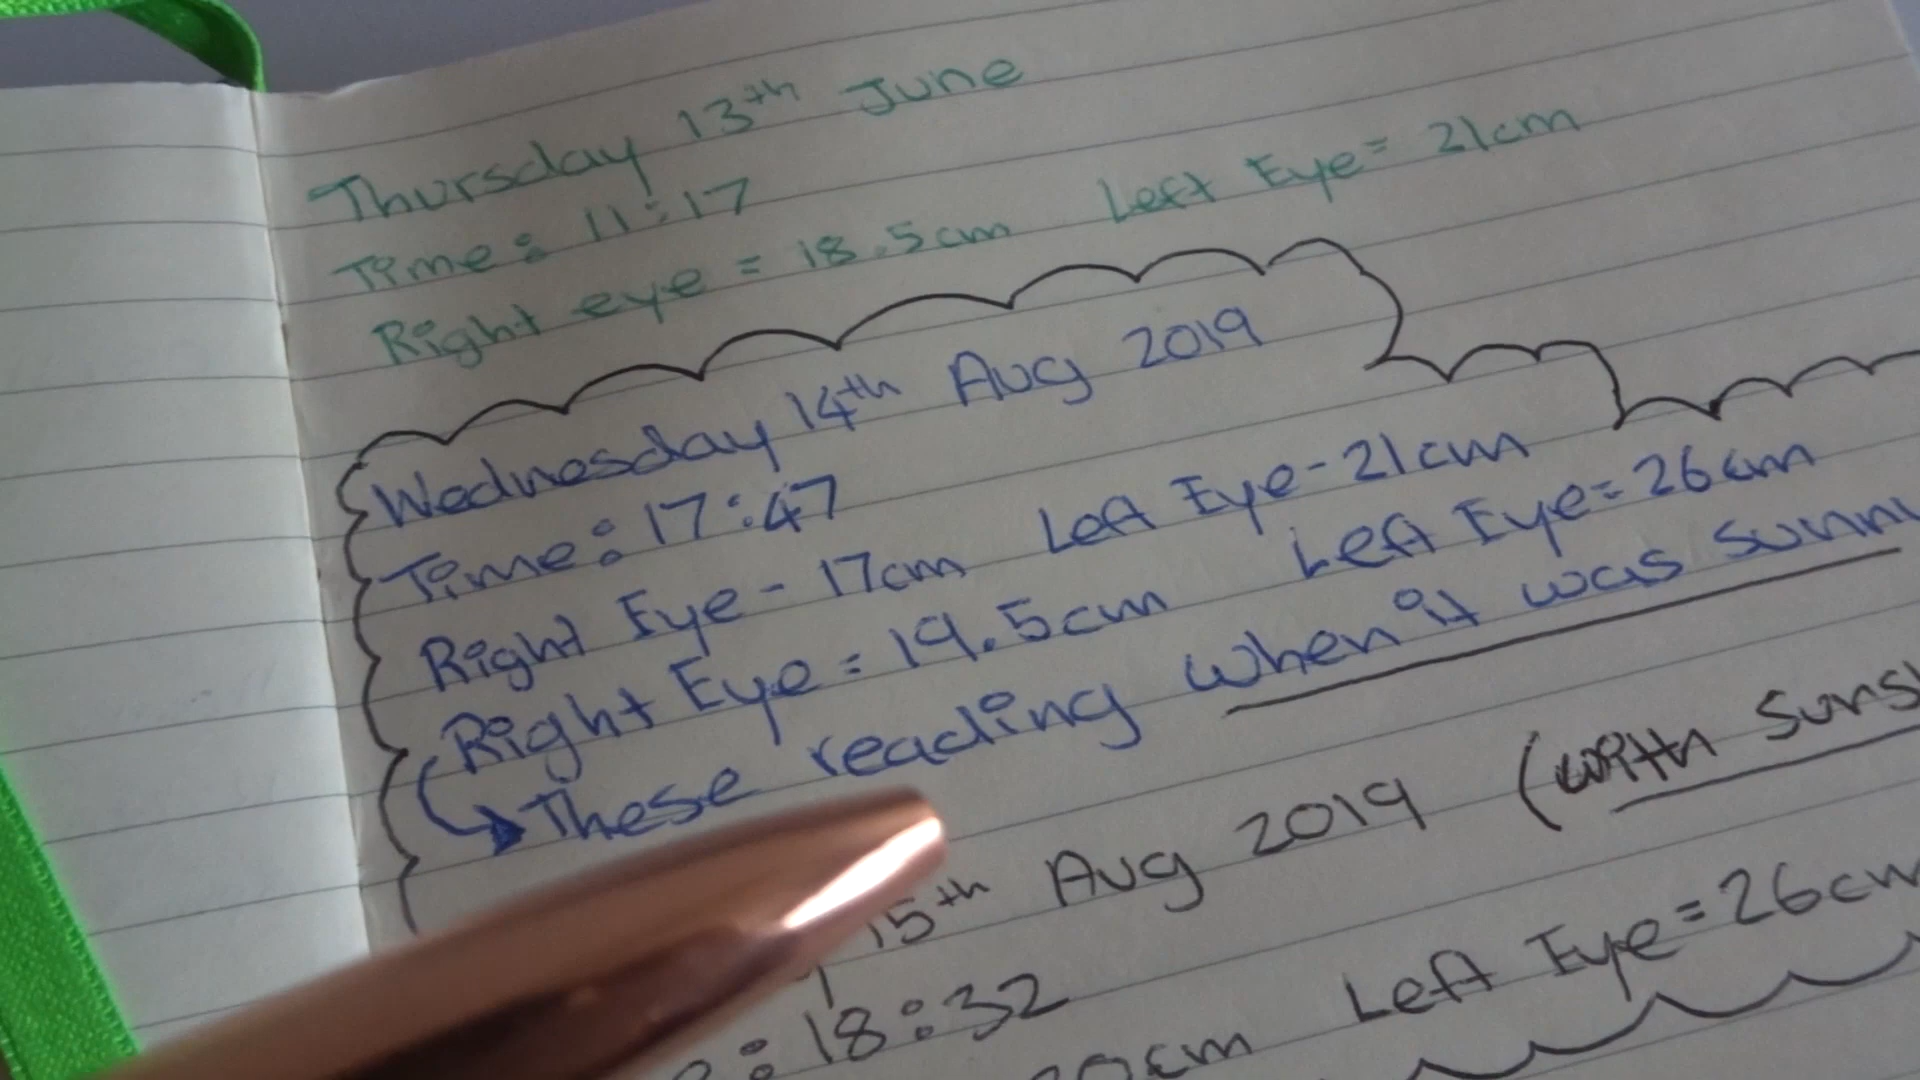 Thursday 13th June
Time: 11:17
Right eye = 18.5cm Left Eye = 21cm
Wednesday 14th Aug 2019
Time: 17:47
Right Eye - 17cm Left Eye - 21cm
Right Eye = 19.5cm Left Eye = 26cm
These reading when it was
15th Aug 2019 (with
18:32
Left Eye = 26cm